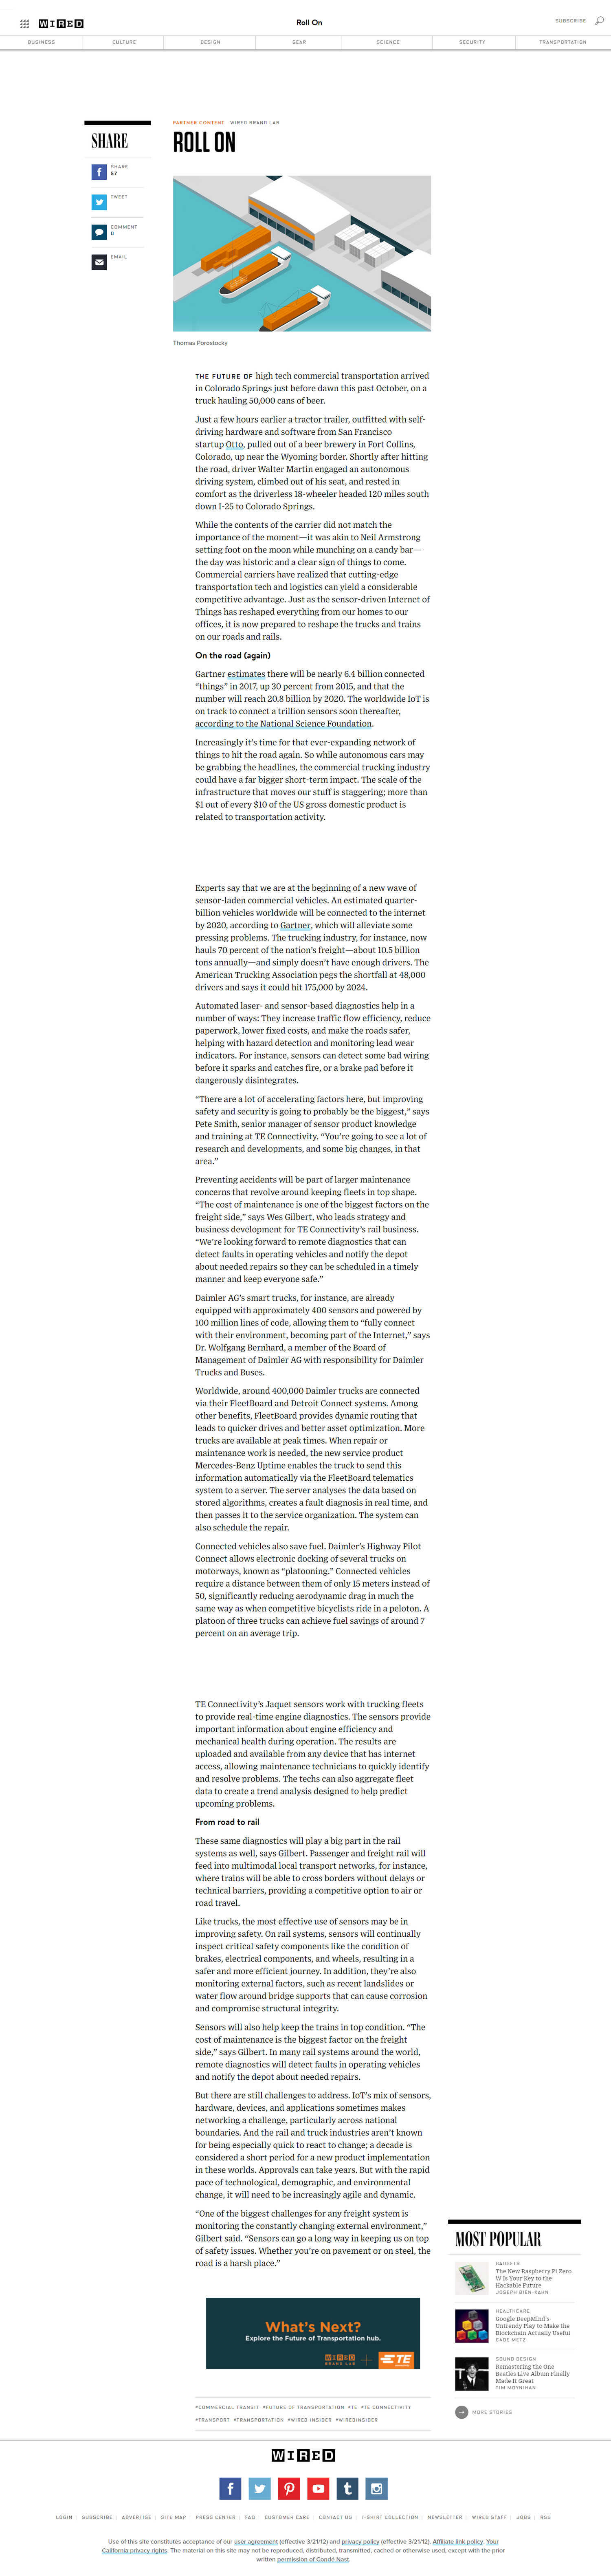 WIRED
Roll On
SUBSCRIBE
BUSINESS
CULTURE
DESIGN
GEAR
SCIENCE
SECURITY
TRANSPORTATION
SHARE
SHARE
57
TWEET
COMMENT
0
EMAIL
PARTNER CONTENT WIRED BRAND LAB
ROLL ON
Thomas Porostocky
THE FUTURE OF high tech commercial transportation arrived
in Colorado Springs just before dawn this past October, on a
truck hauling 50,000 cans of beer.
Just a few hours earlier a tractor trailer, outfitted with self-
driving hardware and software from San Francisco
startup Otto, pulled out of a beer brewery in Fort Collins,
Colorado, up near the Wyoming border. Shortly after hitting
the road, driver Walter Martin engaged an autonomous
driving system, climbed out of his seat, and rested in
comfort as the driverless 18-wheeler headed 120 miles south
down I-25 to Colorado Springs.
While the contents of the carrier did not match the
importance of the moment—it was akin to Neil Armstrong
setting foot on the moon while munching on a candy bar—
the day was historic and a clear sign of things to come.
Commercial carriers have realized that cutting-edge
transportation tech and logistics can yield a considerable
competitive advantage. Just as the sensor-driven Internet of
Things has reshaped everything from our homes to our
offices, it is now prepared to reshape the trucks and trains
on our roads and rails.
On the road (again)
Gartner estimates there will be nearly 6.4 billion connected
“things” in 2017, up 30 percent from 2015, and that the
number will reach 20.8 billion by 2020. The worldwide IoT is
on track to connect a trillion sensors soon thereafter,
according to the National Science Foundation.
Increasingly it’s time for that ever-expanding network of
things to hit the road again. So while autonomous cars may
be grabbing the headlines, the commercial trucking industry
could have a far bigger short-term impact. The scale of the
infrastructure that moves our stuff is staggering; more than
$1 out of every $10 of the US gross domestic product is
related to transportation activity.
Experts say that we are at the beginning of a new wave of
sensor-laden commercial vehicles. An estimated quarter-
billion vehicles worldwide will be connected to the internet
by 2020, according to Gartner, which will alleviate some
pressing problems. The trucking industry, for instance, now
hauls 70 percent of the nation’s freight—about 10.5 billion
tons annually—and simply doesn’t have enough drivers. The
American Trucking Association pegs the shortfall at 48,000
drivers and says it could hit 175,000 by 2024.
Automated laser- and sensor-based diagnostics help in a
number of ways: They increase traffic flow efficiency, reduce
paperwork, lower fixed costs, and make the roads safer,
helping with hazard detection and monitoring lead wear
indicators. For instance, sensors can detect some bad wiring
before it sparks and catches fire, or a brake pad before it
dangerously disintegrates.
“There are a lot of accelerating factors here, but improving
safety and security is going to probably be the biggest,” says
Pete Smith, senior manager of sensor product knowledge
and training at TE Connectivity. “You’re going to see a lot of
research and developments, and some big changes, in that
area.”
Preventing accidents will be part of larger maintenance
concerns that revolve around keeping fleets in top shape.
“The cost of maintenance is one of the biggest factors on the
freight side,” says Wes Gilbert, who leads strategy and
business development for TE Connectivity’s rail business.
“We’re looking forward to remote diagnostics that can
detect faults in operating vehicles and notify the depot
about needed repairs so they can be scheduled in a timely
manner and keep everyone safe.”
Daimler AG’s smart trucks, for instance, are already
equipped with approximately 400 sensors and powered by
100 million lines of code, allowing them to “fully connect
with their environment, becoming part of the Internet,” says
Dr. Wolfgang Bernhard, a member of the Board of
Management of Daimler AG with responsibility for Daimler
Trucks and Buses.
Worldwide, around 400,000 Daimler trucks are connected
via their FleetBoard and Detroit Connect systems. Among
other benefits, FleetBoard provides dynamic routing that
leads to quicker drives and better asset optimization. More
trucks are available at peak times. When repair or
maintenance work is needed, the new service product
Mercedes-Benz Uptime enables the truck to send this
information automatically via the FleetBoard telematics
system to a server. The server analyses the data based on
stored algorithms, creates a fault diagnosis in real time, and
then passes it to the service organization. The system can
also schedule the repair.
Connected vehicles also save fuel. Daimler’s Highway Pilot
Connect allows electronic docking of several trucks on
motorways, known as “platooning.” Connected vehicles
require a distance between them of only 15 meters instead of
50, significantly reducing aerodynamic drag in much the
same way as when competitive bicyclists ride in a peloton. A
platoon of three trucks can achieve fuel savings of around 7
percent on an average trip.
TE Connectivity’s Jaquet sensors work with trucking fleets
to provide real-time engine diagnostics. The sensors provide
important information about engine efficiency and
mechanical health during operation. The results are
uploaded and available from any device that has internet
access, allowing maintenance technicians to quickly identify
and resolve problems. The techs can also aggregate fleet
data to create a trend analysis designed to help predict
upcoming problems.
From road to rail
These same diagnostics will play a big part in the rail
systems as well, says Gilbert. Passenger and freight rail will
feed into multimodal local transport networks, for instance,
where trains will be able to cross borders without delays or
technical barriers, providing a competitive option to air or
road travel.
Like trucks, the most effective use of sensors may be in
improving safety. On rail systems, sensors will continually
inspect critical safety components like the condition of
brakes, electrical components, and wheels, resulting in a
safer and more efficient journey. In addition, they’re also
monitoring external factors, such as recent landslides or
water flow around bridge supports that can cause corrosion
and compromise structural integrity.
Sensors will also help keep the trains in top condition. “The
cost of maintenance is the biggest factor on the freight
side,” says Gilbert. In many rail systems around the world,
remote diagnostics will detect faults in operating vehicles
and notify the depot about needed repairs.
But there are still challenges to address. IoT’s mix of sensors,
hardware, devices, and applications sometimes makes
networking a challenge, particularly across national
boundaries. And the rail and truck industries aren’t known
for being especially quick to react to change; a decade is
considered a short period for a new product implementation
in these worlds. Approvals can take years. But with the rapid
pace of technological, demographic, and environmental
change, it will need to be increasingly agile and dynamic.
“One of the biggest challenges for any freight system is
monitoring the constantly changing external environment,”
Gilbert said. “Sensors can go a long way in keeping us on top
of safety issues. Whether you’re on pavement or on steel, the
road is a harsh place.”
What’s Next?
Explore the Future of Transportation hub.
WIRED
BRAND LAB
TE
#COMMERCIAL TRANSIT #FUTURE OF TRANSPORTATION #TE #TE CONNECTIVITY
#TRANSPORT #TRANSPORTATION #WIRED INSIDER #WIREDINSIDER
MOST POPULAR
GADGETS
The New Raspberry Pi Zero
W Is Your Key to the
Hackable Future
JOSEPH BIEN-KAHN
HEALTHCARE
Google DeepMind’s
Untrendy Play to Make the
Blockchain Actually Useful
CADE METZ
SOUND DESIGN
Remastering the One
Beatles Live Album Finally
Made It Great
TIM MOYNIHAN
MORE STORIES
WIRED
LOGIN | SUBSCRIBE | ADVERTISE | SITE MAP | PRESS CENTER | FAQ | CUSTOMER CARE | CONTACT US | T-SHIRT COLLECTION | NEWSLETTER | WIRED STAFF | JOBS | RSS
Use of this site constitutes acceptance of our user agreement (effective 3/21/12) and privacy policy (effective 3/21/12). Affiliate link policy. Your
California privacy rights. The material on this site may not be reproduced, distributed, transmitted, cached or otherwise used, except with the prior
written permission of Condé Nast.